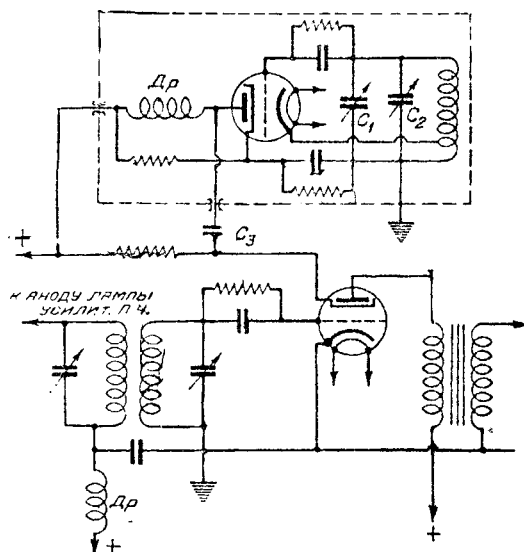 Др
C₁
C₂
C₃
+
К АНОДУ ЛАМПЫ
УСИЛИТ. П.Ч.
Др
+
+